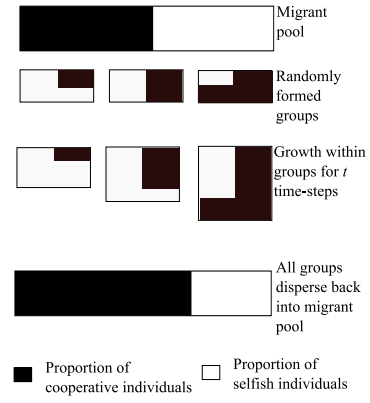 Migrant
pool
Randomly
formed
groups
Growth within
groups for t
time-steps
All groups
disperse back
into migrant
pool
Proportion of
cooperative individuals
Proportion of
selfish individuals